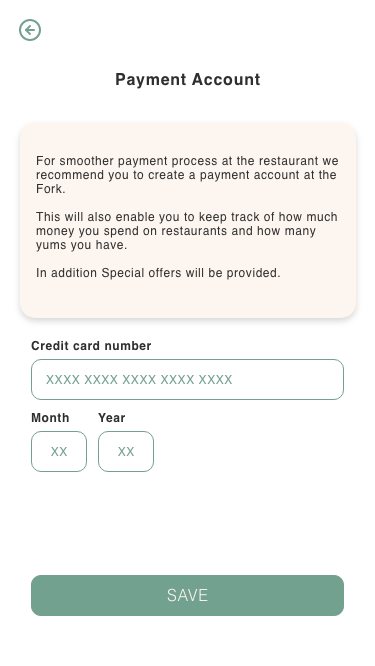 Payment Account
For smoother payment process at the restaurant we
recommend you to create a payment account at the
Fork.
This will also enable you to keep track of how much
money you spend on restaurants and how many
yums you have.
In addition Special offers will be provided.
Credit card number
XXXX XXXX XXXX XXXX XXXX
Month Year
XX XX
SAVE